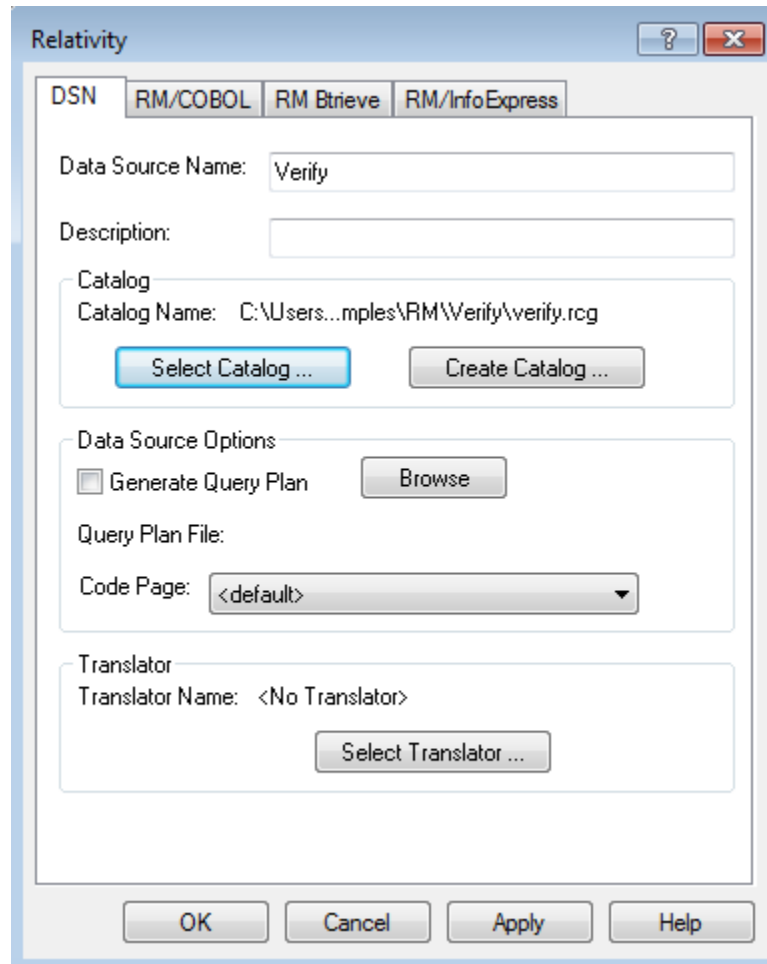 Relativity
DSN RM/COBOL RM Btrieve RM/InfoExpress
Data Source Name: Verify
Description:
Catalog
Catalog Name: C:\Users...mples\RM\Verify\verify.rcg
Select Catalog ... Create Catalog ...
Data Source Options
Generate Query Plan Browse
Query Plan File:
Code Page: <default>
Translator
Translator Name: <No Translator>
Select Translator ...
OK Cancel Apply Help